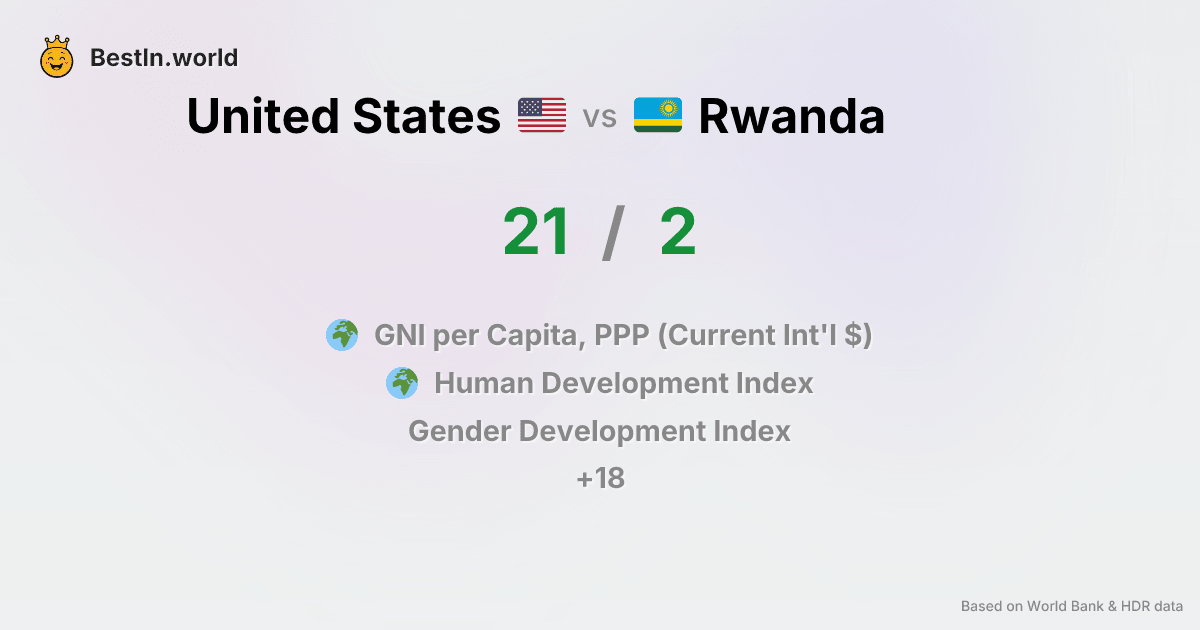 BestIn.world
United States vs Rwanda
21 / 2
GNI per Capita, PPP (Current Int'l $)
Human Development Index
Gender Development Index
+18
Based on World Bank & HDR data